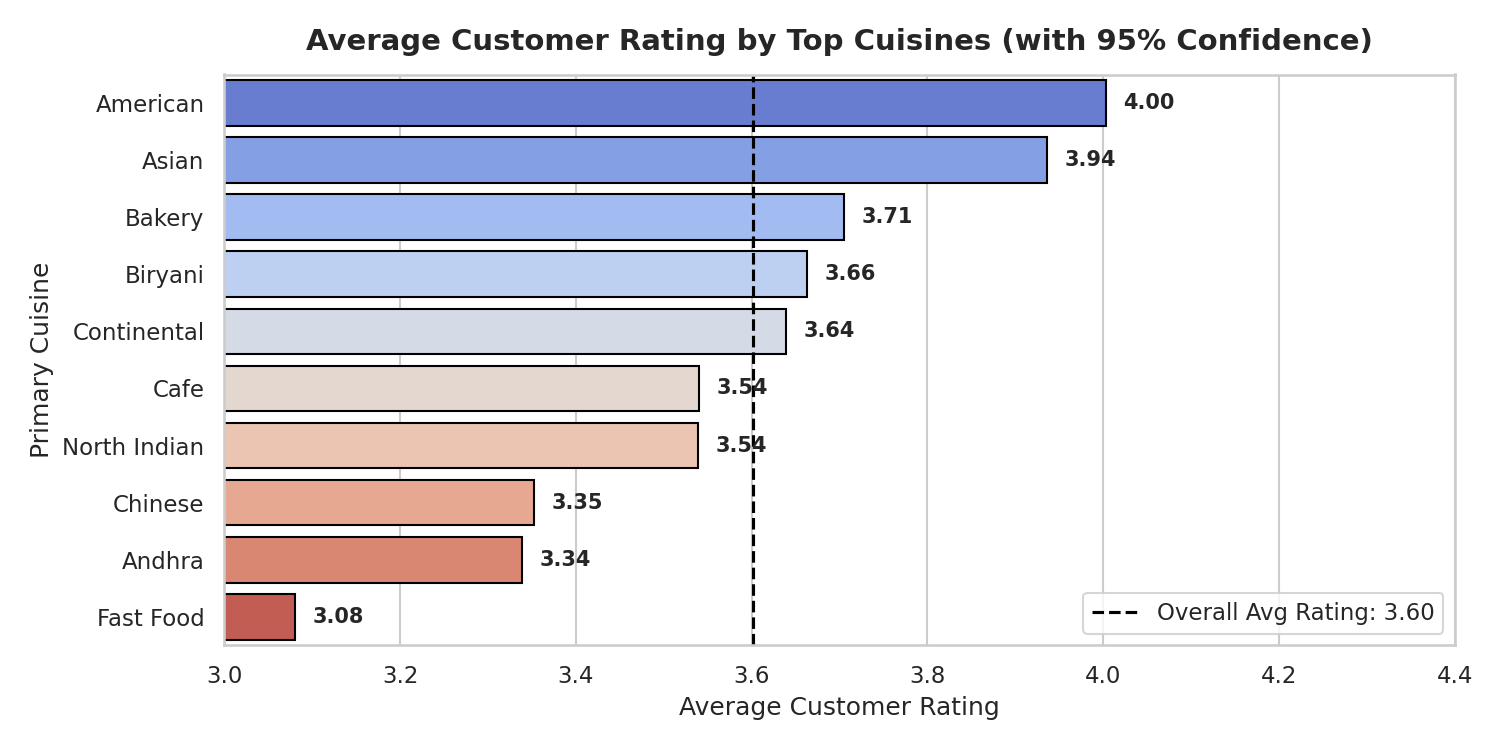 Average Customer Rating by Top Cuisines (with 95% Confidence)
Primary Cuisine
American 4.00
Asian 3.94
Bakery 3.71
Biryani 3.66
Continental 3.64
Cafe 3.54
North Indian 3.54
Chinese 3.35
Andhra 3.34
Fast Food 3.08
Overall Avg Rating: 3.60
3.0 3.2 3.4 3.6 3.8 4.0 4.2 4.4
Average Customer Rating